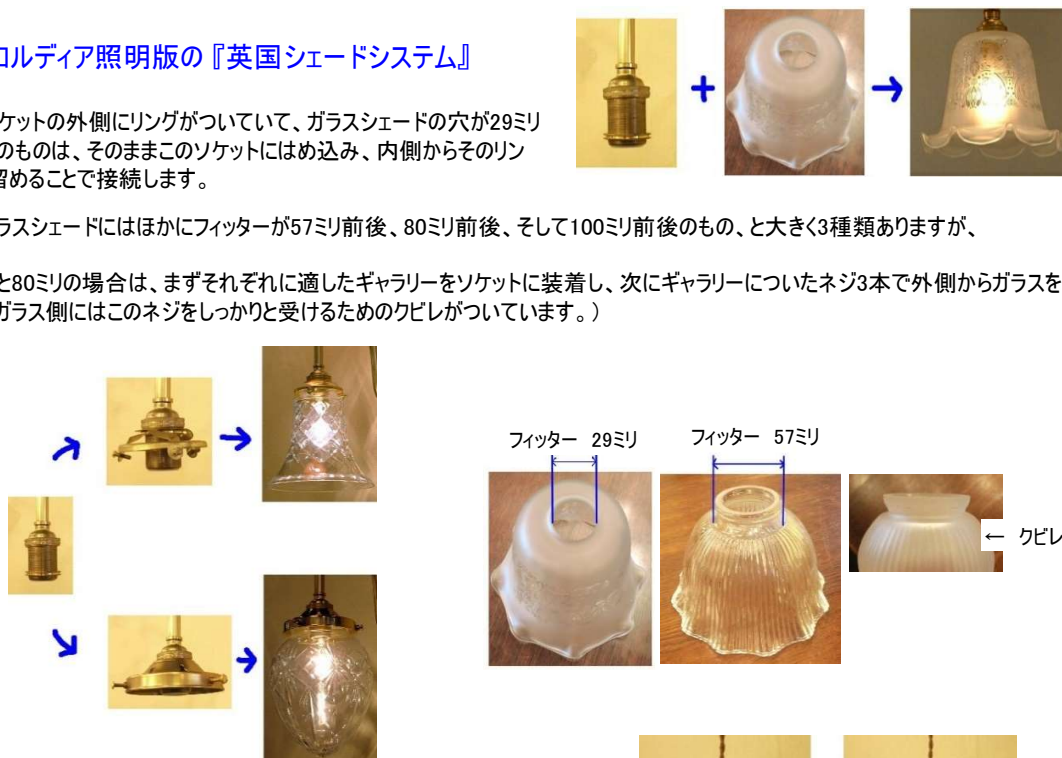 コルディア照明版の『英国シェードシステム』
ケットの外側にリングがついていて、ガラスシェードの穴が29ミリ
のものは、そのままこのソケットにはめ込み、内側からそのリン
留めることで接続します。
ラスシェードにはほかにフィッターが57ミリ前後、80ミリ前後、そして100ミリ前後のもの、と大きく3種類ありますが、
と80ミリの場合は、まずそれぞれに適したギャラリーをソケットに装着し、次にギャラリーについたネジ3本で外側からガラスを
ガラス側にはこのネジをしっかりと受けるためのクビレがついています。）
フィッター 29ミリ
フィッター 57ミリ
← クビレ